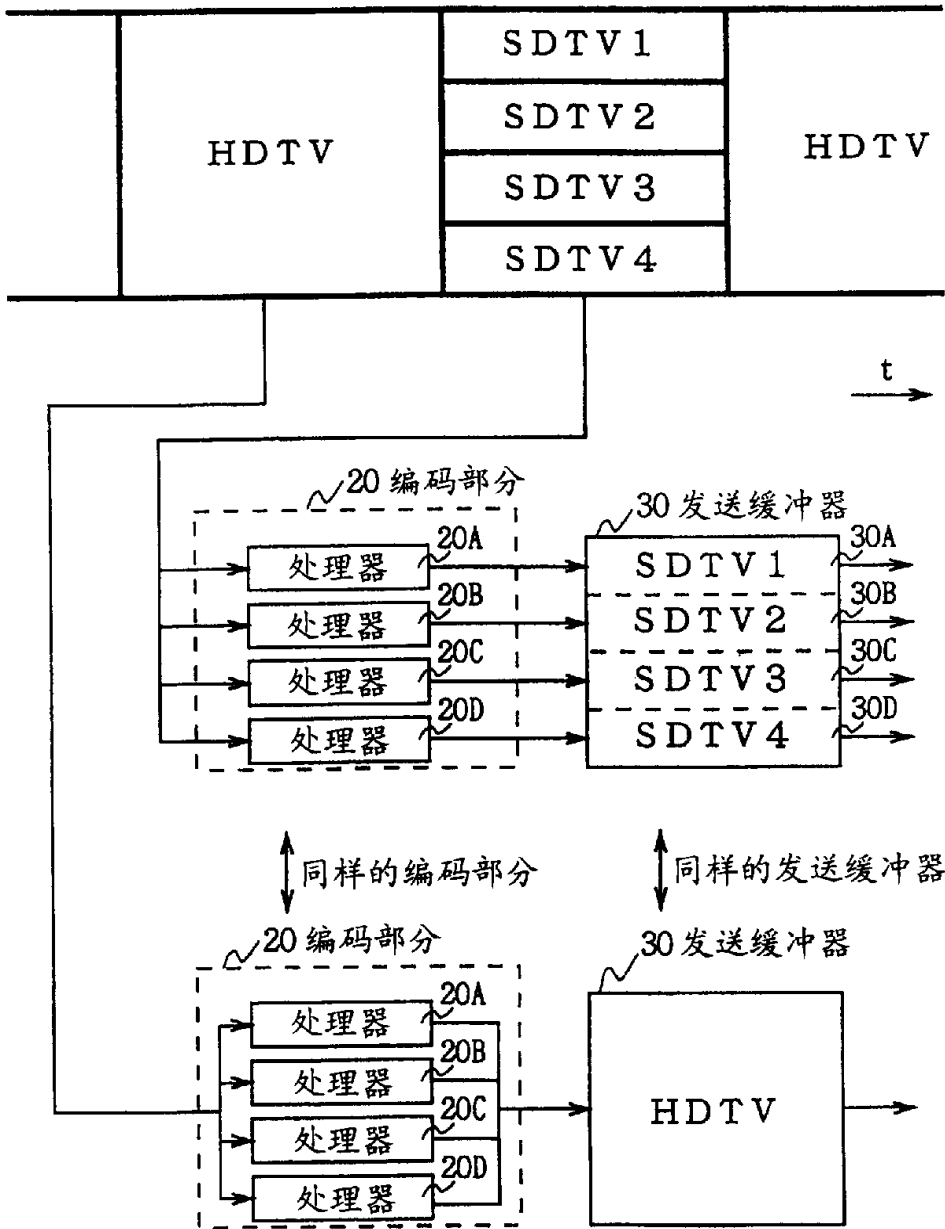 SDTV1
HDTV
SDTV2
HDTV
SDTV3
SDTV4
t
20 编码部分
30 发送缓冲器
处理器
20A
SDTV1
30A
处理器
20B
SDTV2
30B
处理器
20C
SDTV3
30C
处理器
20D
SDTV4
30D
同样的编码部分
同样的发送缓冲器
20 编码部分
30 发送缓冲器
处理器
20A
处理器
20B
HDTV
处理器
20C
处理器
20D